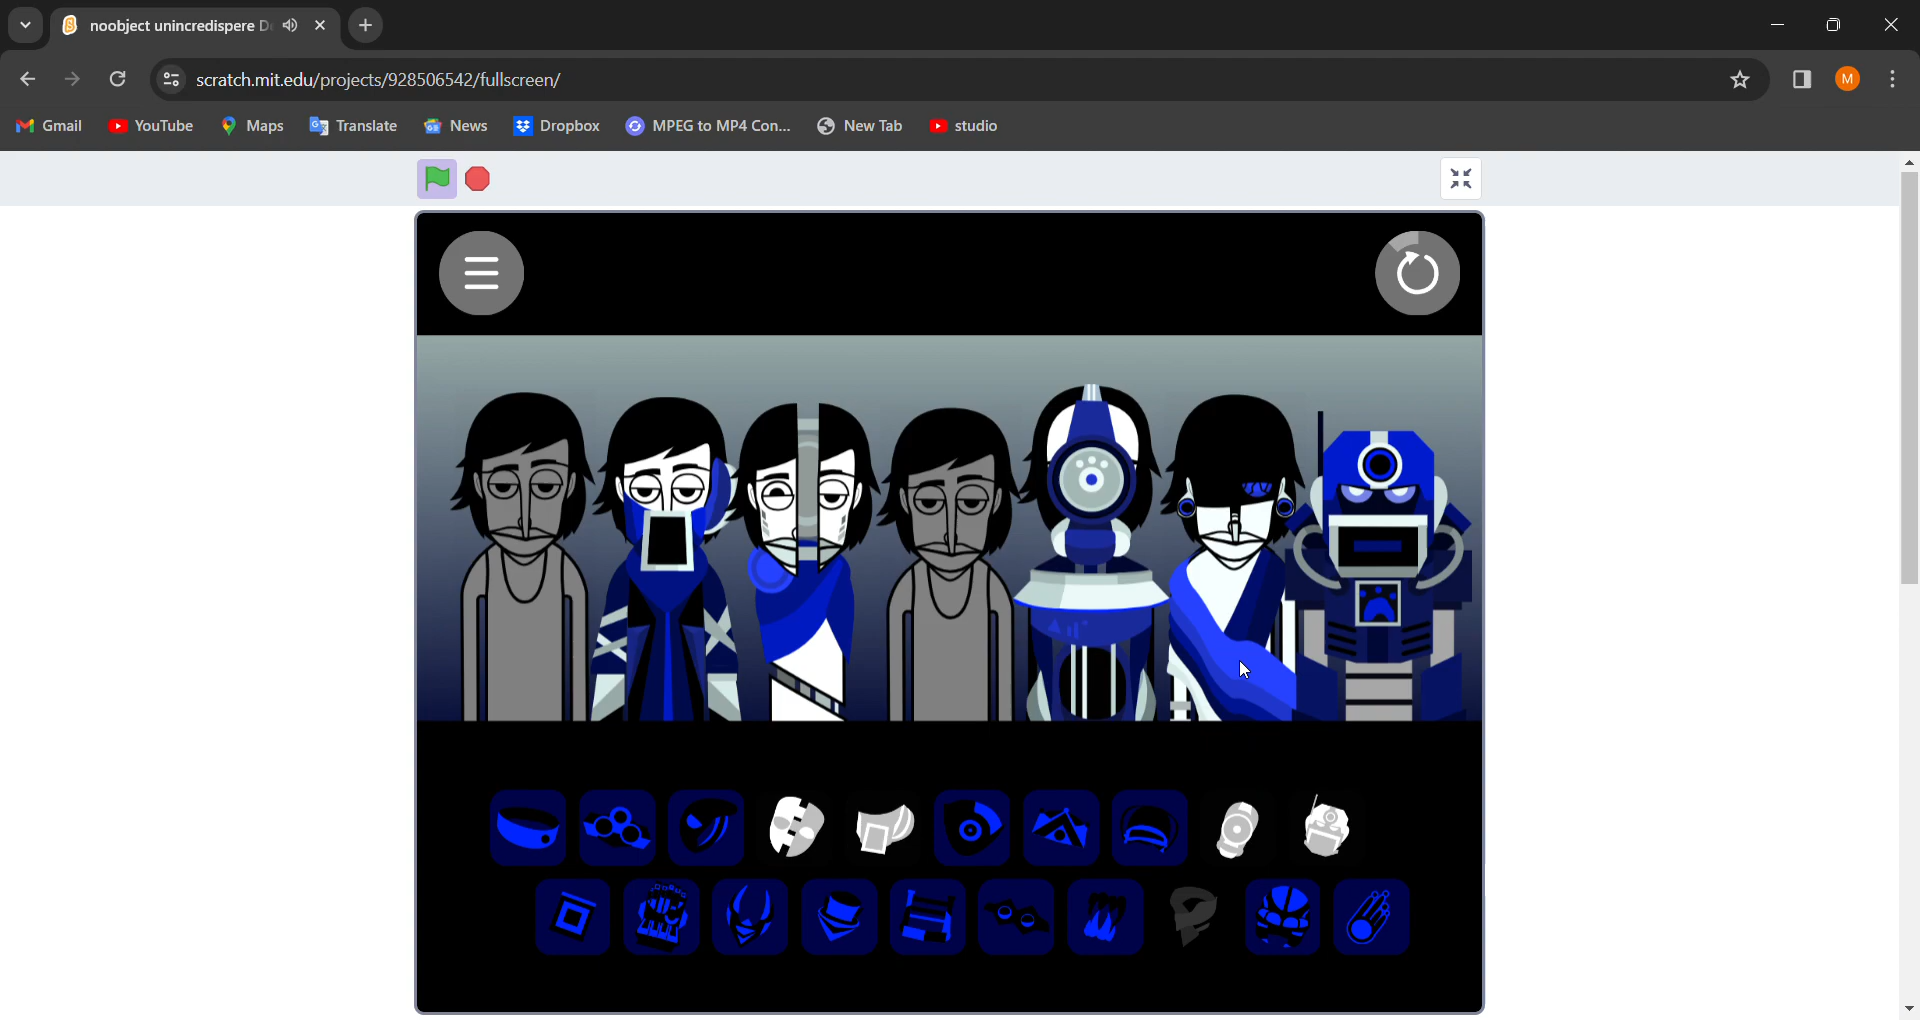 noobject unincredispere D
scratch.mit.edu/projects/928506542/fullscreen/
M
Gmail
YouTube
Maps
Translate
News
Dropbox
MPEG to MP4 Con...
New Tab
studio